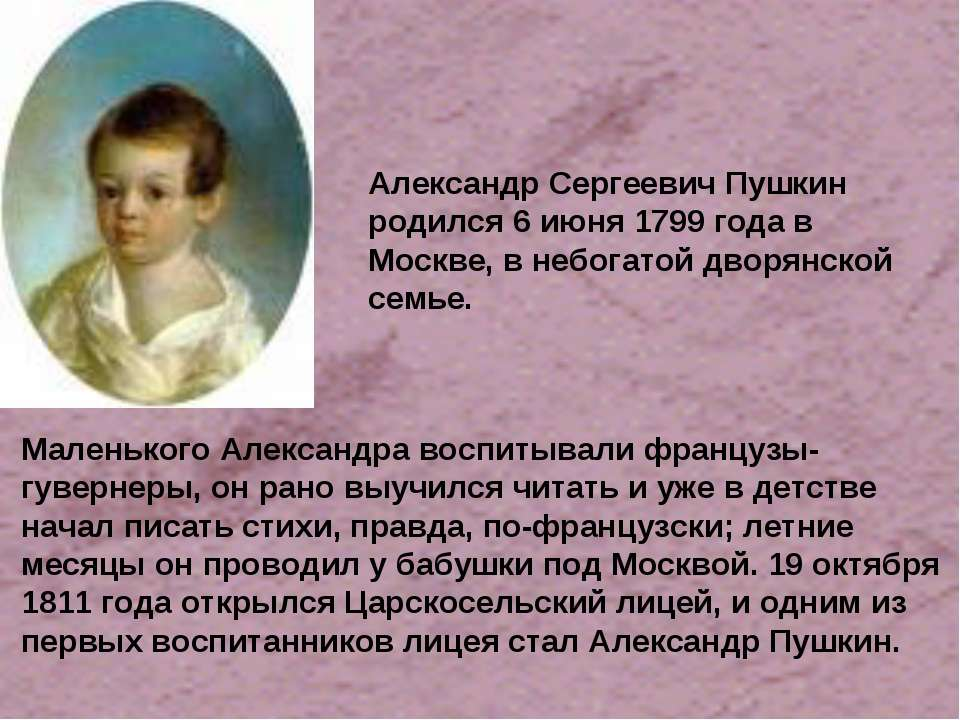 Александр Сергеевич Пушкин
родился 6 июня 1799 года в
Москве, в небогатой дворянской
семье.
Маленького Александра воспитывали французы-
гувернеры, он рано выучился читать и уже в детстве
начал писать стихи, правда, по-французски; летние
месяцы он проводил у бабушки под Москвой. 19 октября
1811 года открылся Царскосельский лицей, и одним из
первых воспитанников лицея стал Александр Пушкин.